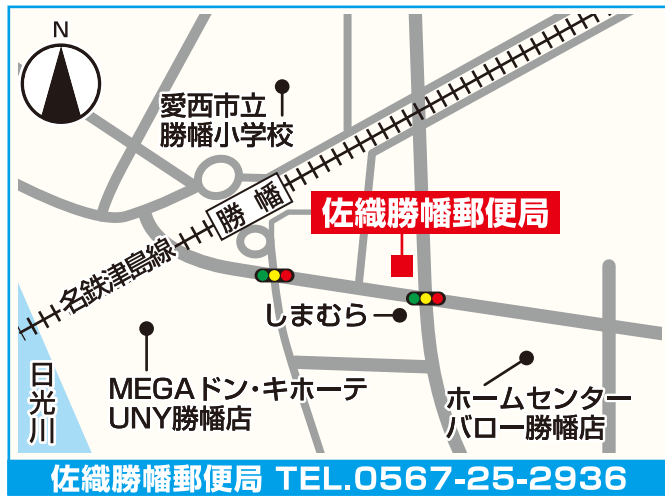 N
愛西市立
勝幡小学校
勝幡
佐織勝幡郵便局
名鉄津島線
しまむら
日光川
MEGAドン・キホーテ
UNY勝幡店
ホームセンター
バロー勝幡店
佐織勝幡郵便局 TEL.0567-25-2936